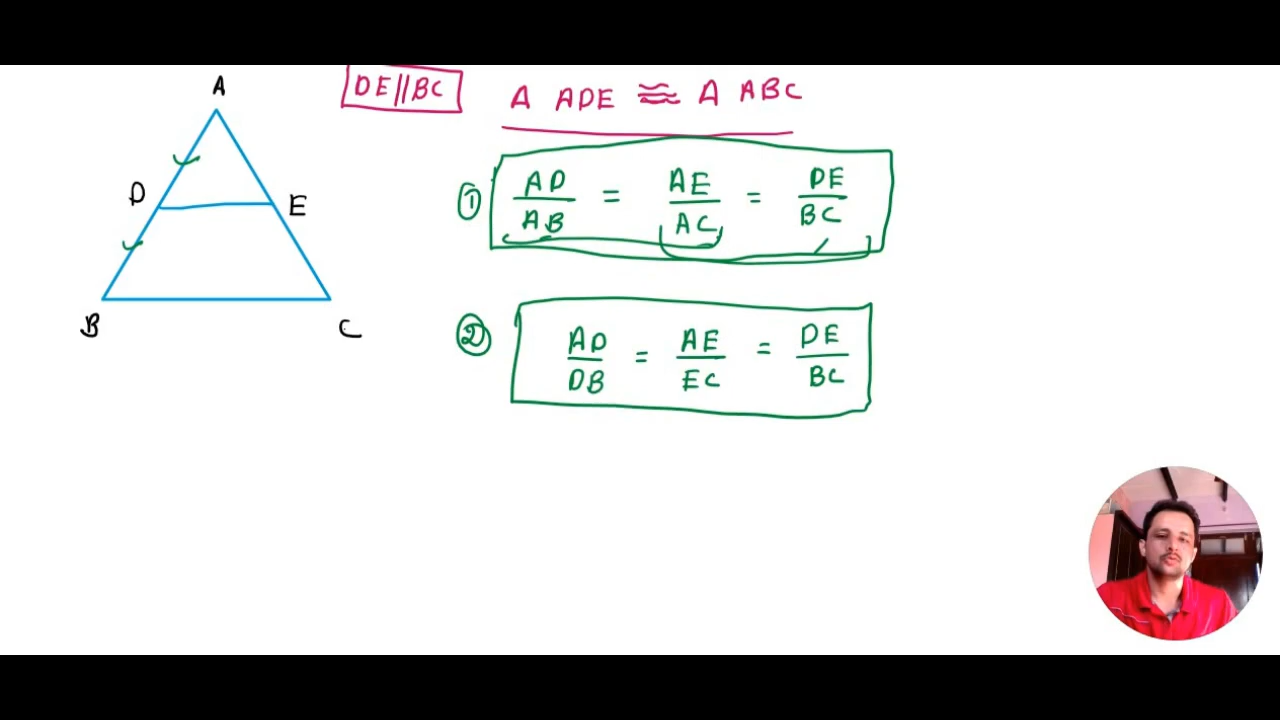 A
DE||BC
Δ ADE ≅ Δ ABC
D
E
B
C
① AD/AB = AE/AC = DE/BC
② AD/DB = AE/EC = DE/BC